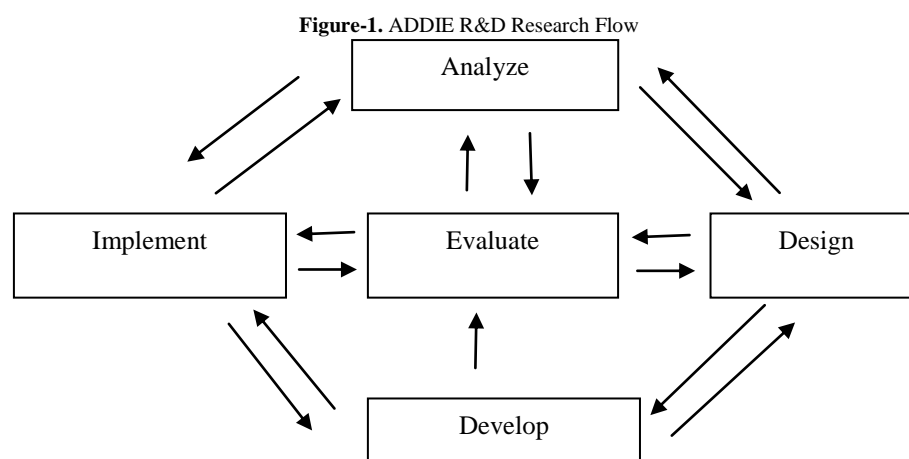 Figure-1. ADDIE R&D Research Flow
Analyze
Implement
Evaluate
Design
Develop